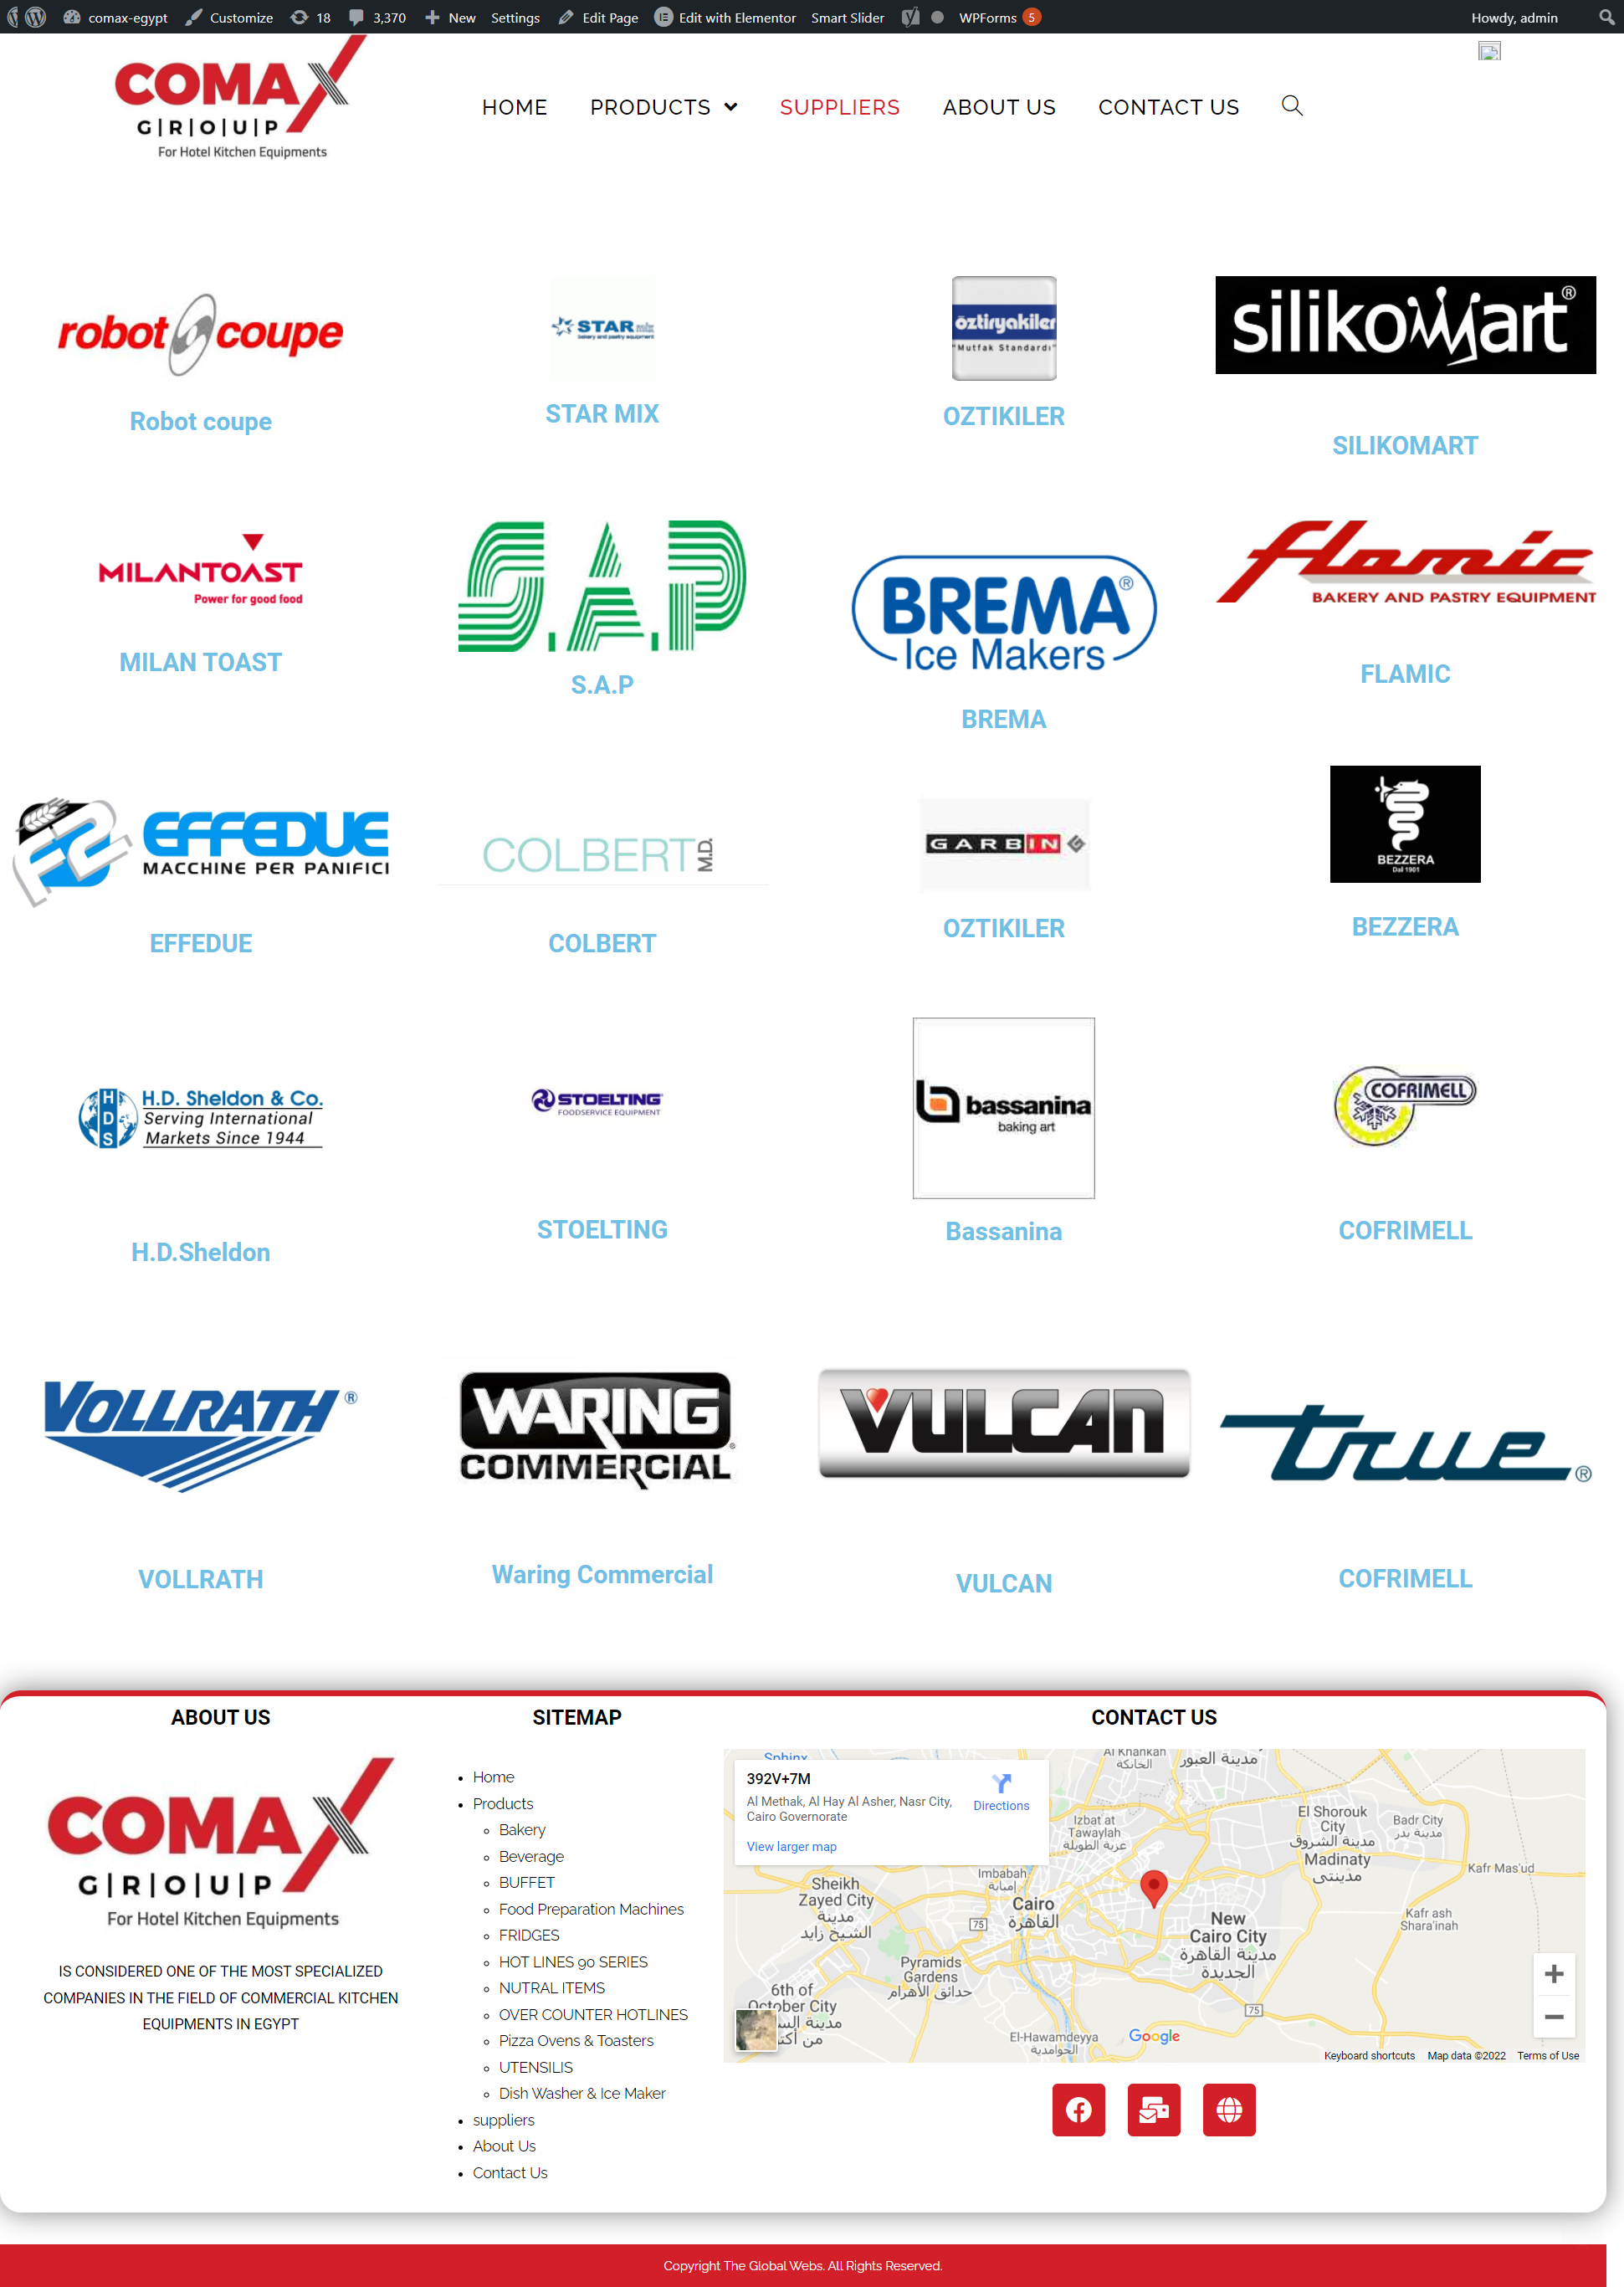 comax-egypt Customize 18 3,370 New Settings Edit Page Edit with Elementor Smart Slider WPForms 5 Howdy, admin
COMAX
G|R|O|U|P
For Hotel Kitchen Equipments
HOME PRODUCTS SUPPLIERS ABOUT US CONTACT US
robot coupe
STAR mix
bakery and pastry equipment
öztiryakiler
"Mutfak Standardı"
silikomart®
Robot coupe
STAR MIX
OZTIKILER
SILIKOMART
MILANTOAST
Power for good food
S.A.P
BREMA®
Ice Makers
flamic
BAKERY AND PASTRY EQUIPMENT
MILAN TOAST
S.A.P
BREMA
FLAMIC
EFFEDUE
MACCHINE PER PANIFICI
COLBERT M.D.
GARBIN G
BEZZERA
Dal 1901
EFFEDUE
COLBERT
OZTIKILER
BEZZERA
HDS
H.D. Sheldon & Co.
Serving International
Markets Since 1944
STOELTING
FOODSERVICE EQUIPMENT
bassanina
baking art
COFRIMELL
H.D.Sheldon
STOELTING
Bassanina
COFRIMELL
VOLLRATH®
WARING
COMMERCIAL®
VULCAN
true®
VOLLRATH
Waring Commercial
VULCAN
COFRIMELL
ABOUT US
COMAX
G|R|O|U|P
For Hotel Kitchen Equipments
IS CONSIDERED ONE OF THE MOST SPECIALIZED
COMPANIES IN THE FIELD OF COMMERCIAL KITCHEN
EQUIPMENTS IN EGYPT
SITEMAP
Home
Products
Bakery
Beverage
BUFFET
Food Preparation Machines
FRIDGES
HOT LINES 90 SERIES
NUTRAL ITEMS
OVER COUNTER HOTLINES
Pizza Ovens & Toasters
UTENSILIS
Dish Washer & Ice Maker
suppliers
About Us
Contact Us
CONTACT US
Sphinx
392V+7M
Al Methak, Al Hay Al Asher, Nasr City,
Cairo Governorate
Directions
View larger map
Al Khankah
الخانكة
مدينة العبور
Izbat at
Tawaylah
عزبة الطويلة
El Shorouk
City
مدينة الشروق
Badr City
مدينة بدر
Madinaty
مدينتي
Kafr Mas'ud
Imbabah
إمبابة
Sheikh
Zayed City
مدينة
الشيخ زايد
75
Cairo
القاهرة
New
Cairo City
مدينة القاهرة
الجديدة
Kafr ash
Shara'inah
Pyramids
Gardens
حدائق الأهرام
6th of
October City
75
El-Hawamdeyya
الحوامدية
Google
Keyboard shortcuts Map data ©2022 Terms of Use
Copyright The Global Webs. All Rights Reserved.